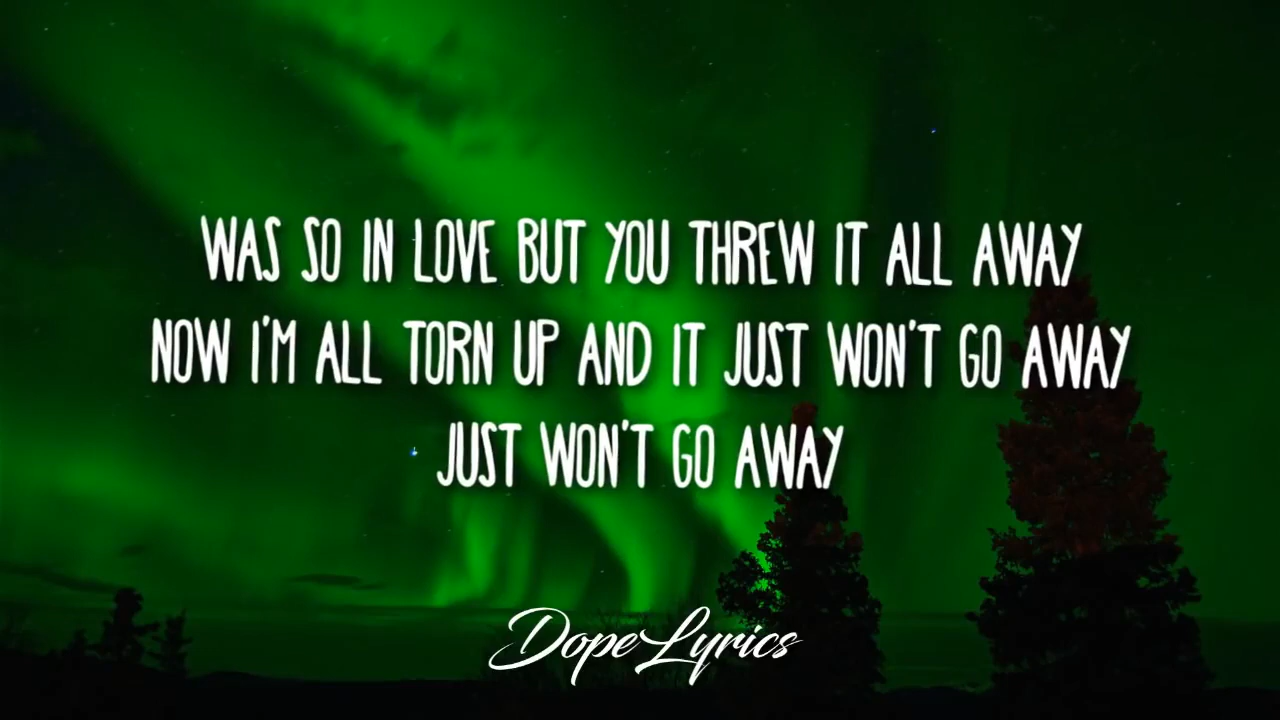 WAS SO IN LOVE BUT YOU THREW IT ALL AWAY
NOW I'M ALL TORN UP AND IT JUST WON'T GO AWAY
JUST WON'T GO AWAY
DopeLyrics